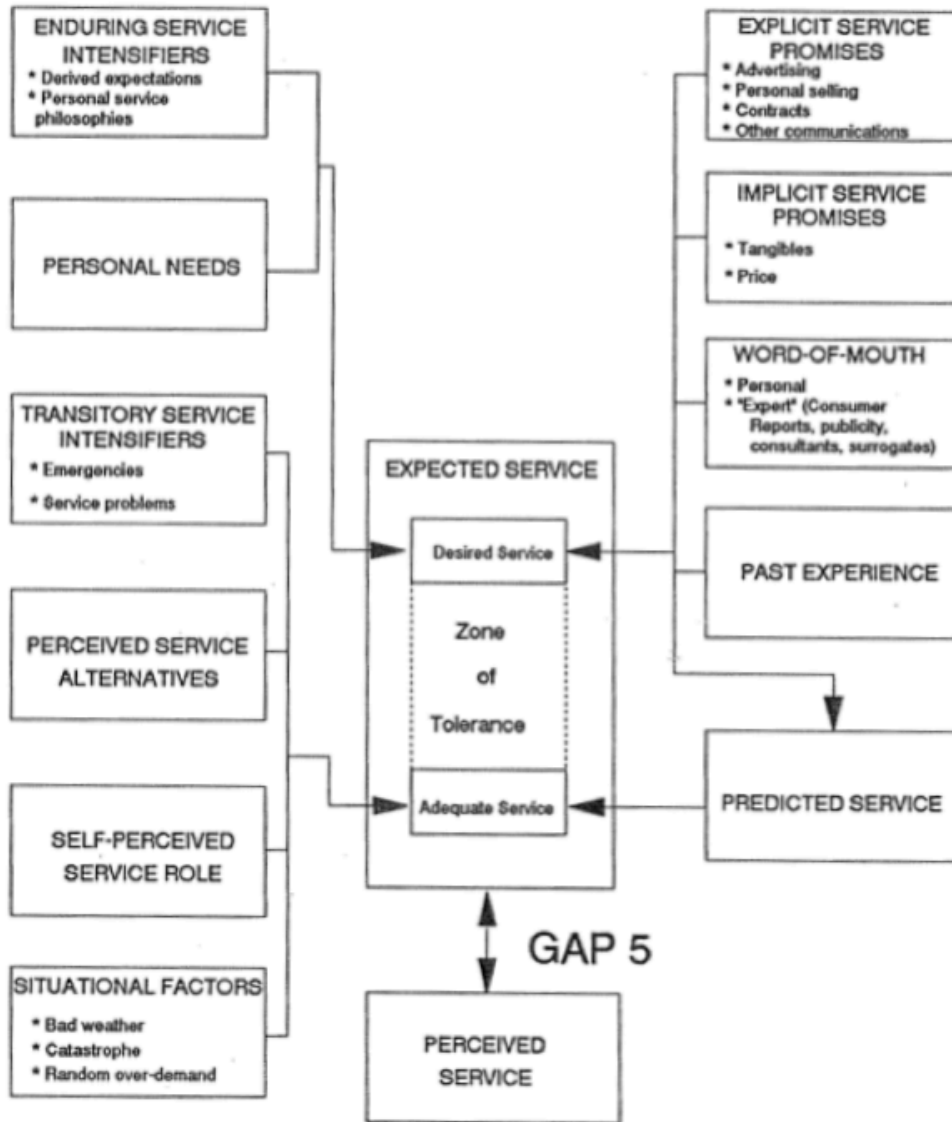 ENDURING SERVICE
INTENSIFIERS
* Derived expectations
* Personal service
philosophies
PERSONAL NEEDS
TRANSITORY SERVICE
INTENSIFIERS
* Emergencies
* Service problems
PERCEIVED SERVICE
ALTERNATIVES
SELF-PERCEIVED
SERVICE ROLE
SITUATIONAL FACTORS
* Bad weather
* Catastrophe
* Random over-demand
EXPECTED SERVICE
Desired Service
Zone
of
Tolerance
Adequate Service
GAP 5
PERCEIVED
SERVICE
EXPLICIT SERVICE
PROMISES
* Advertising
* Personal selling
* Contracts
* Other communications
IMPLICIT SERVICE
PROMISES
* Tangibles
* Price
WORD-OF-MOUTH
* Personal
* "Expert" (Consumer
Reports, publicity,
consultants, surrogates)
PAST EXPERIENCE
PREDICTED SERVICE